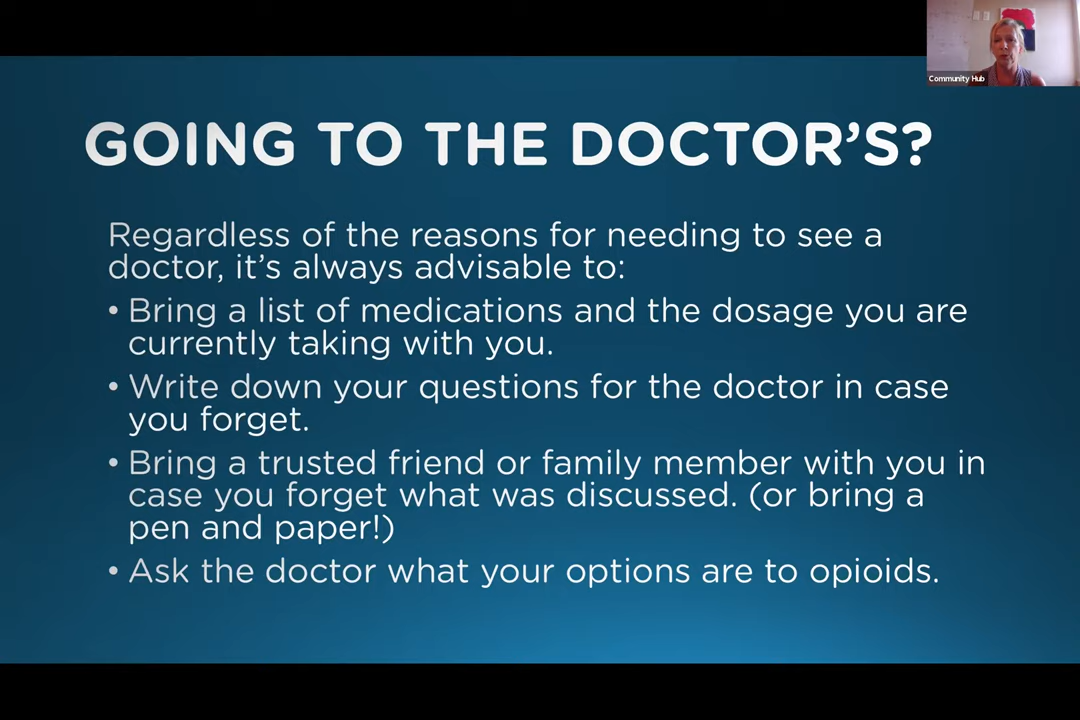 Community Hub
GOING TO THE DOCTOR'S?
Regardless of the reasons for needing to see a
doctor, it's always advisable to:
• Bring a list of medications and the dosage you are
currently taking with you.
• Write down your questions for the doctor in case
you forget.
• Bring a trusted friend or family member with you in
case you forget what was discussed. (or bring a
pen and paper!)
• Ask the doctor what your options are to opioids.